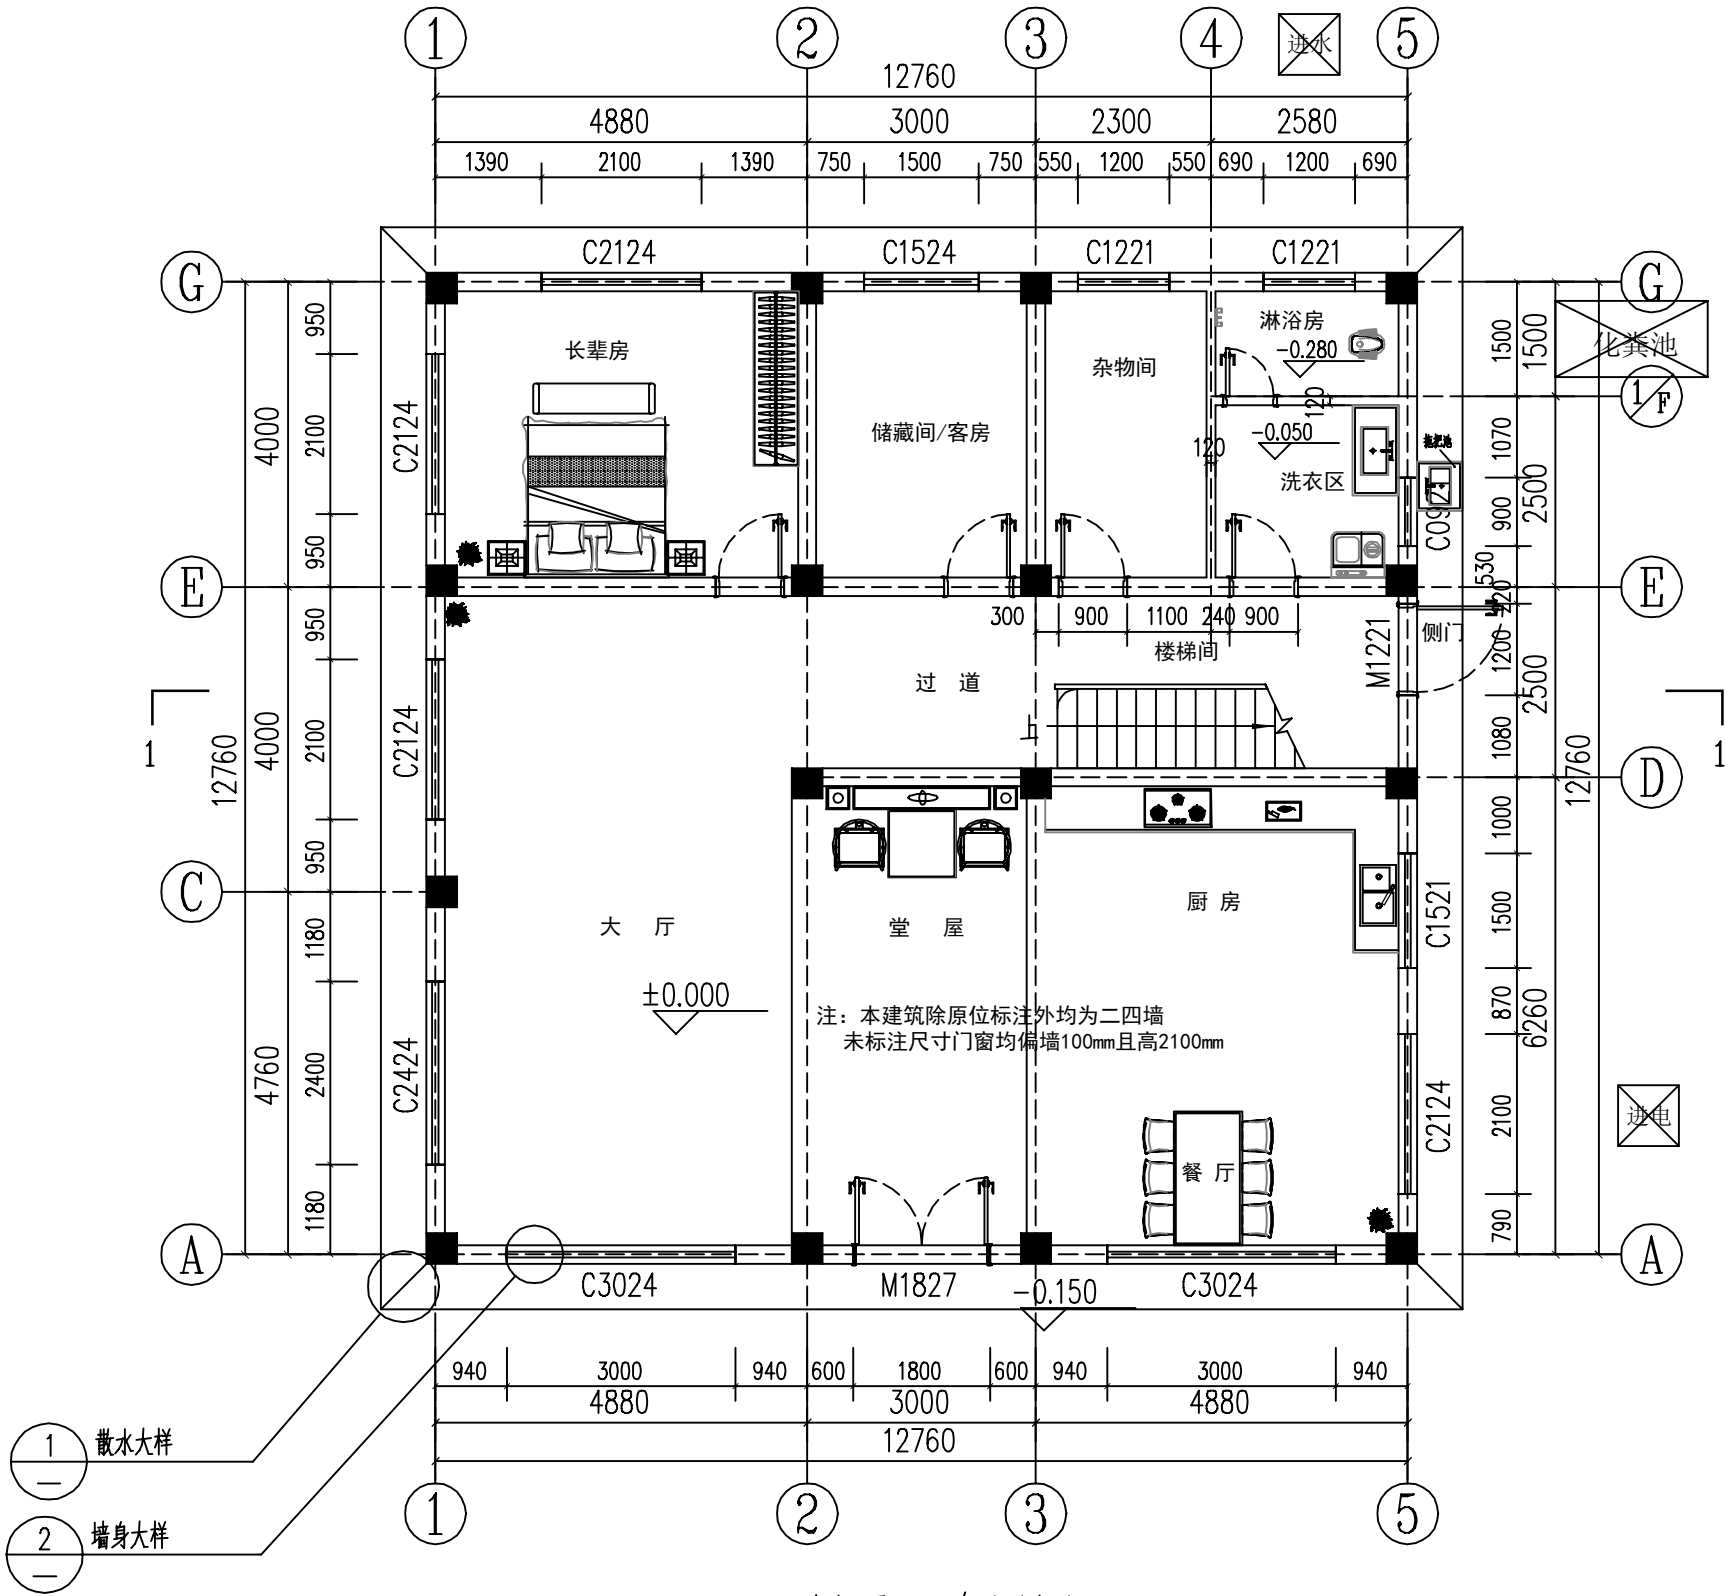 1 2 3 4 5
进水
12760
4880 3000 2300 2580
1390 2100 1390 750 1500 750 550 1200 550 690 1200 690
C2124 C1524 C1221 C1221
G G
950 2100 950
4000
C2124
长辈房
储藏间/客房
杂物间
淋浴房
-0.280
120
-0.050
120
洗衣区
1500 1500
化粪池
1/F
1070
拖把池
900
2500
530
220
E E
300 900 1100 240 900
楼梯间
过 道
上
M1221
侧门
1200
2500
1080
950 2100 950
4000
12760
C2124
1 1
12760
D
C
1000
1500
C1521
870
6260
2100
C2124
790
进电
1180
2400
1180
4760
C2424
大 厅
堂 屋
厨 房
±0.000
注：本建筑除原位标注外均为二四墙
未标注尺寸门窗均偏墙100mm且高2100mm
餐 厅
A A
C3024 M1827 -0.150 C3024
940 3000 940 600 1800 600 940 3000 940
4880 3000 4880
12760
1 散水大样
—
2 墙身大样
—
1 2 3 5